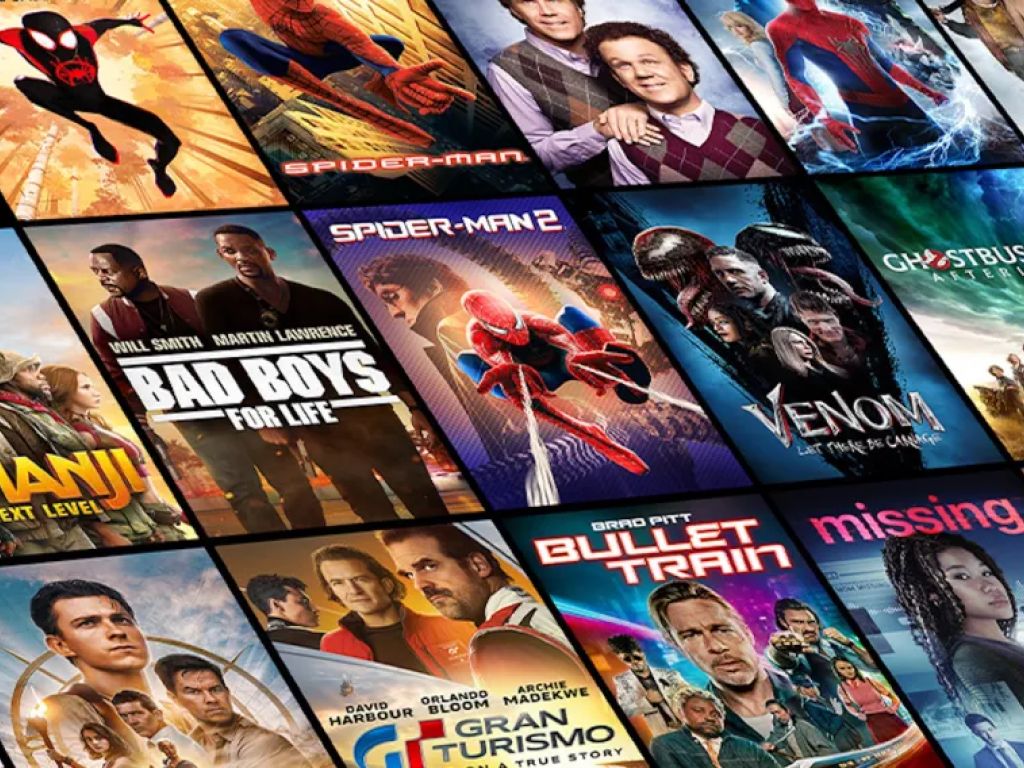 SPIDER-MAN
SPIDER-MAN 2
WILL SMITH MARTIN LAWRENCE
BAD BOYS
FOR LIFE
VENOM
LET THERE BE CARNAGE
GHOSTBUS
AFTERL
MANJI
EXT LEVEL
DAVID HARBOUR
ORLANDO BLOOM
ARCHIE MADEKWE
GT
GRAN
TURISMO
ON A TRUE STORY
BRAD PITT
BULLET
TRAIN
missing